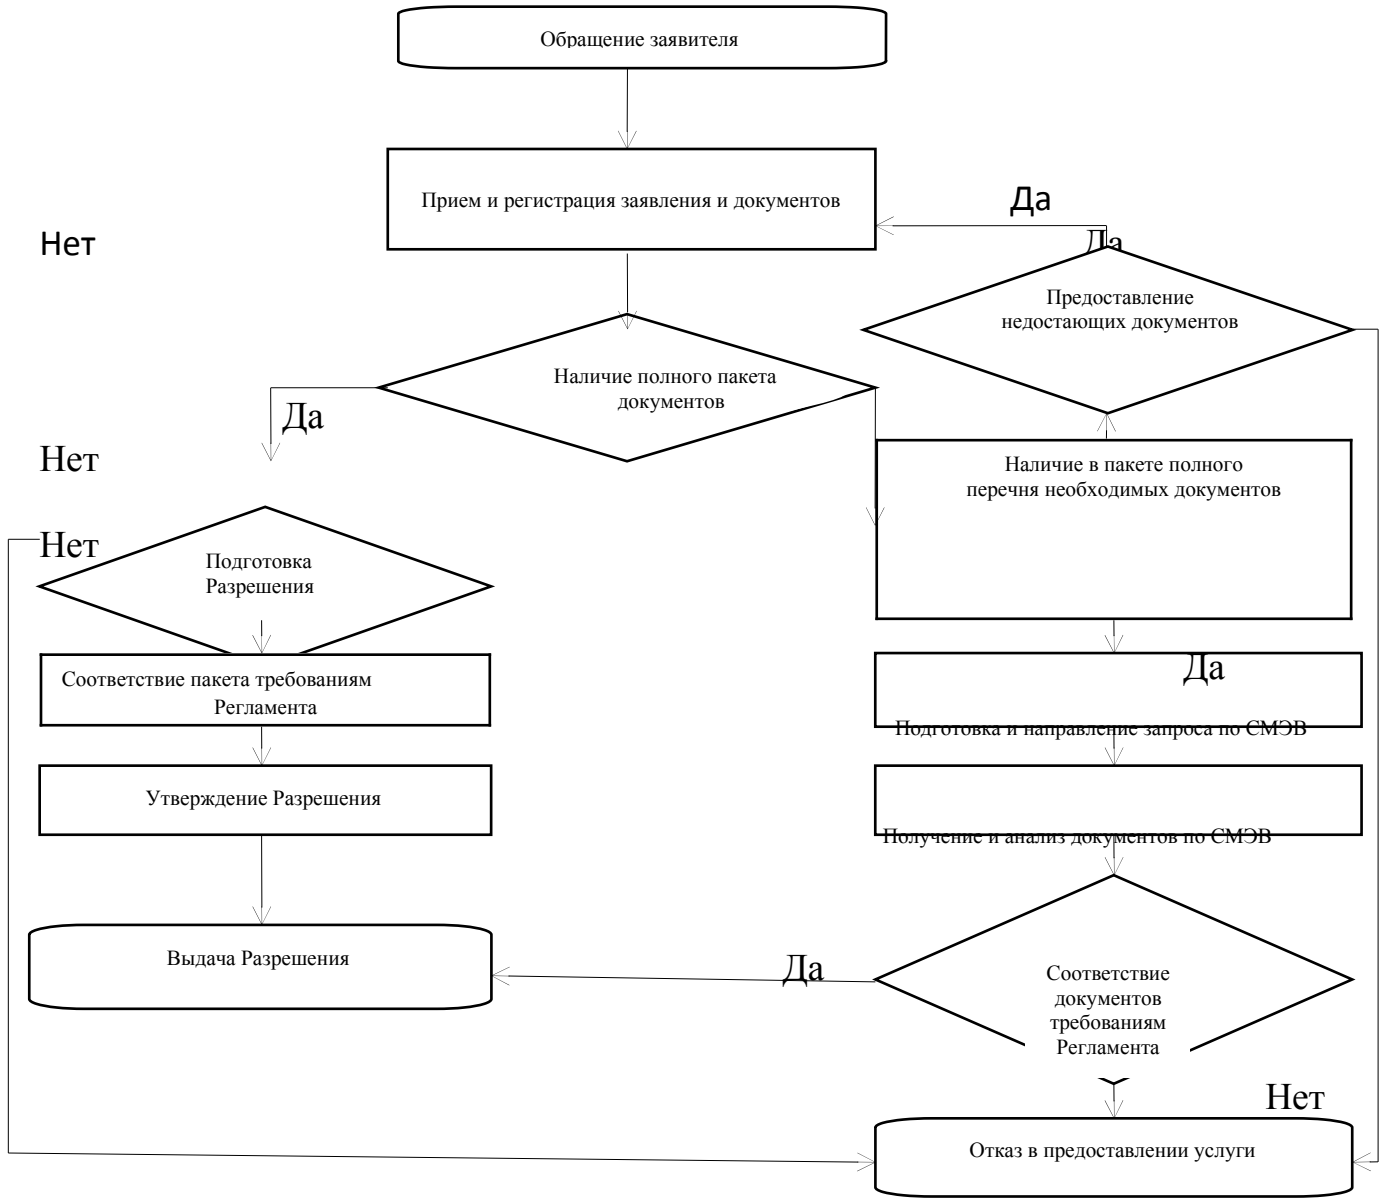 Обращение заявителя
Прием и регистрация заявления и документов
Да
Нет
Да
Предоставление
недостающих документов
Наличие полного пакета
документов
Да
Нет
Наличие в пакете полного
перечня необходимых документов
Нет
Подготовка
Разрешения
Соответствие пакета требованиям
Регламента
Да
Подготовка и направление запроса по СМЭВ
Утверждение Разрешения
Получение и анализ документов по СМЭВ
Выдача Разрешения
Да
Соответствие
документов
требованиям
Регламента
Нет
Отказ в предоставлении услуги